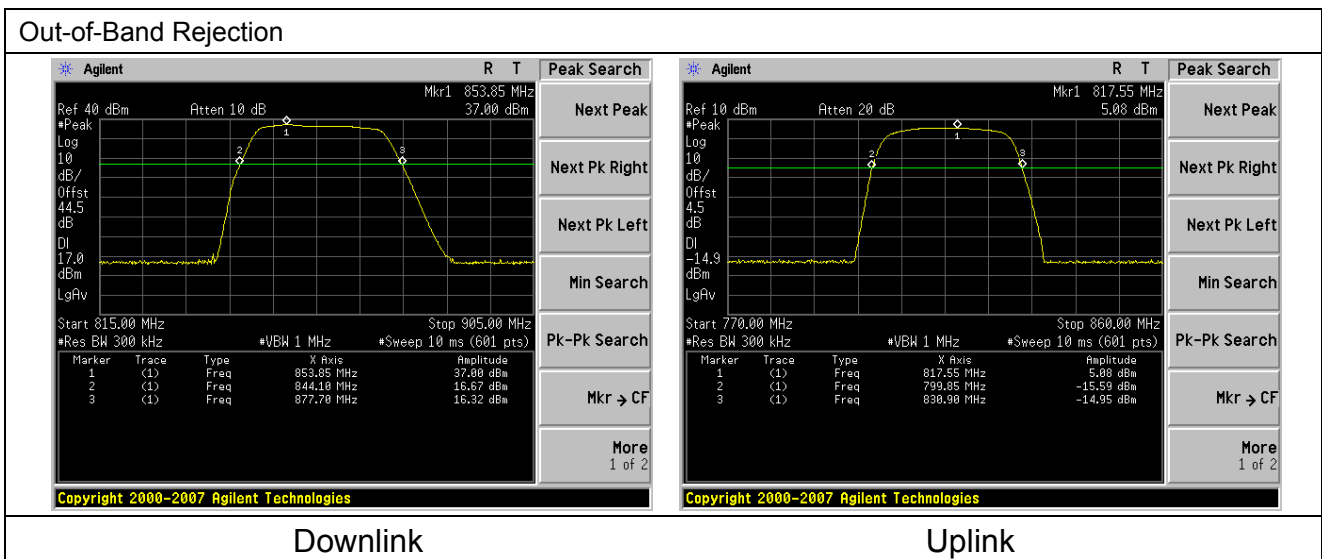 Out-of-Band Rejection
Agilent R T Peak Search
Mkr1 853.85 MHz
Ref 40 dBm Atten 10 dB 37.00 dBm
#Peak
Log
10
dB/
Offst
44.5
dB
DI
17.0
dBm
LgAv
1
2
3
Start 815.00 MHz Stop 905.00 MHz
#Res BW 300 kHz #VBW 1 MHz #Sweep 10 ms (601 pts)
Marker Trace Type X Axis Amplitude
1 (1) Freq 853.85 MHz 37.00 dBm
2 (1) Freq 844.10 MHz 16.67 dBm
3 (1) Freq 877.70 MHz 16.32 dBm
Next Peak
Next Pk Right
Next Pk Left
Min Search
Pk-Pk Search
Mkr → CF
More
1 of 2
Copyright 2000-2007 Agilent Technologies
Downlink
Agilent R T Peak Search
Mkr1 817.55 MHz
Ref 10 dBm Atten 20 dB 5.08 dBm
#Peak
Log
10
dB/
Offst
4.5
dB
DI
-14.9
dBm
LgAv
1
2
3
Start 770.00 MHz Stop 860.00 MHz
#Res BW 300 kHz #VBW 1 MHz #Sweep 10 ms (601 pts)
Marker Trace Type X Axis Amplitude
1 (1) Freq 817.55 MHz 5.08 dBm
2 (1) Freq 799.85 MHz -15.59 dBm
3 (1) Freq 830.90 MHz -14.95 dBm
Next Peak
Next Pk Right
Next Pk Left
Min Search
Pk-Pk Search
Mkr → CF
More
1 of 2
Copyright 2000-2007 Agilent Technologies
Uplink